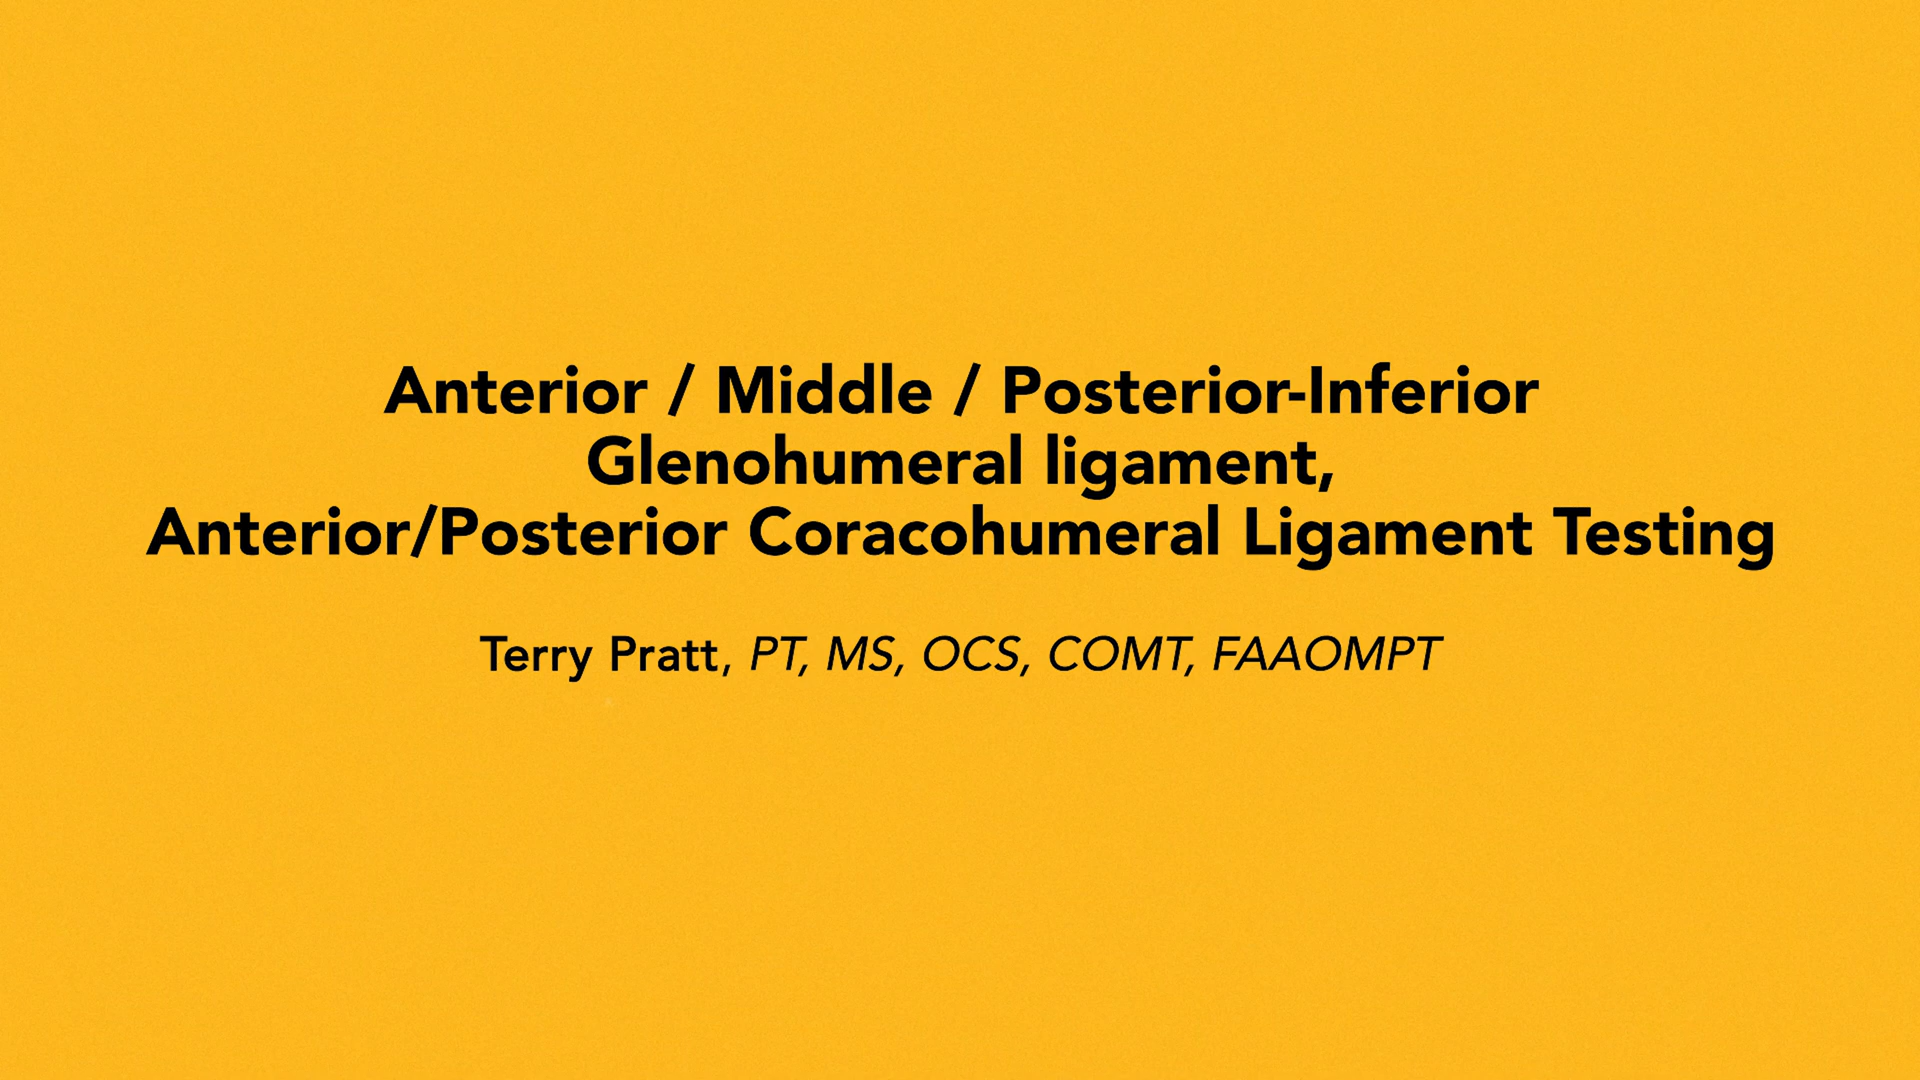 Anterior / Middle / Posterior-Inferior
Glenohumeral ligament,
Anterior/Posterior Coracohumeral Ligament Testing
Terry Pratt, PT, MS, OCS, COMT, FAAOMPT